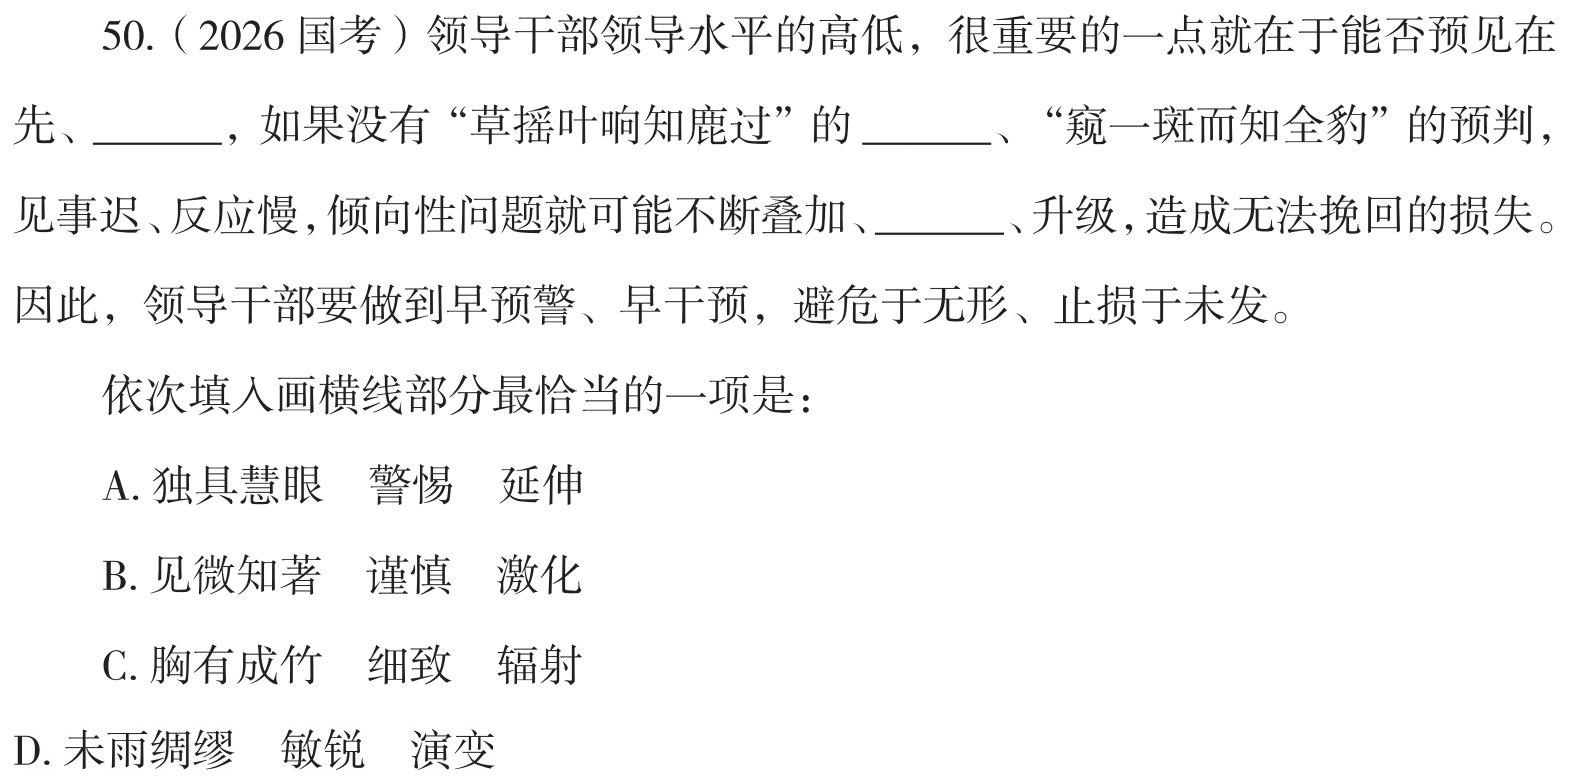 50.（2026 国考）领导干部领导水平的高低，很重要的一点就在于能否预见在
先、______，如果没有“草摇叶响知鹿过”的______、“窥一斑而知全豹”的预判，
见事迟、反应慢，倾向性问题就可能不断叠加、______、升级，造成无法挽回的损失。
因此，领导干部要做到早预警、早干预，避危于无形、止损于未发。
依次填入画横线部分最恰当的一项是：
A. 独具慧眼　警惕　延伸
B. 见微知著　谨慎　激化
C. 胸有成竹　细致　辐射
D. 未雨绸缪　敏锐　演变